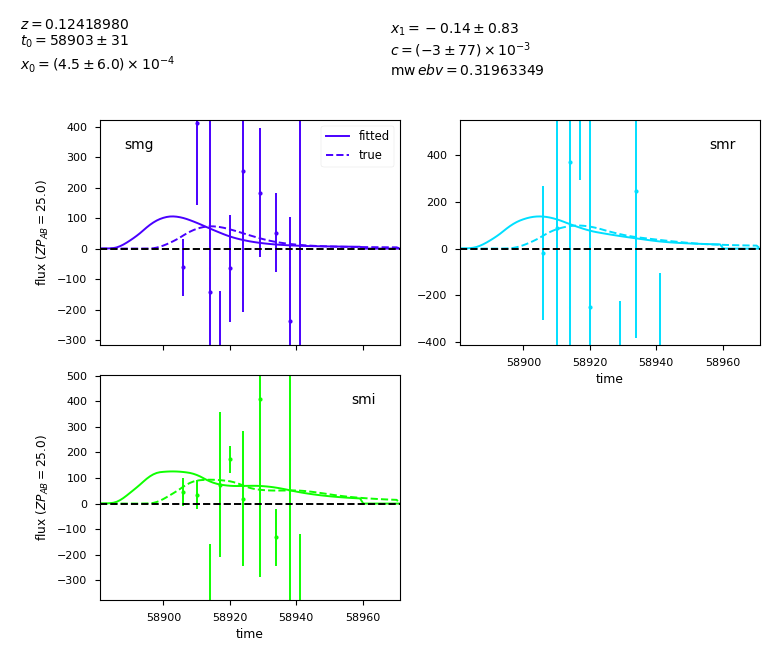 z = 0.12418980
t₀ = 58903 ± 31
x₀ = (4.5 ± 6.0) × 10⁻⁴
x₁ = −0.14 ± 0.83
c = (−3 ± 77) × 10⁻³
mw ebv = 0.31963349
smg
fitted
true
400
300
200
100
0
−100
−200
−300
flux (ZP_AB = 25.0)
smr
400
200
0
−200
−400
58900 58920 58940 58960
time
smi
500
400
300
200
100
0
−100
−200
−300
flux (ZP_AB = 25.0)
58900 58920 58940 58960
time